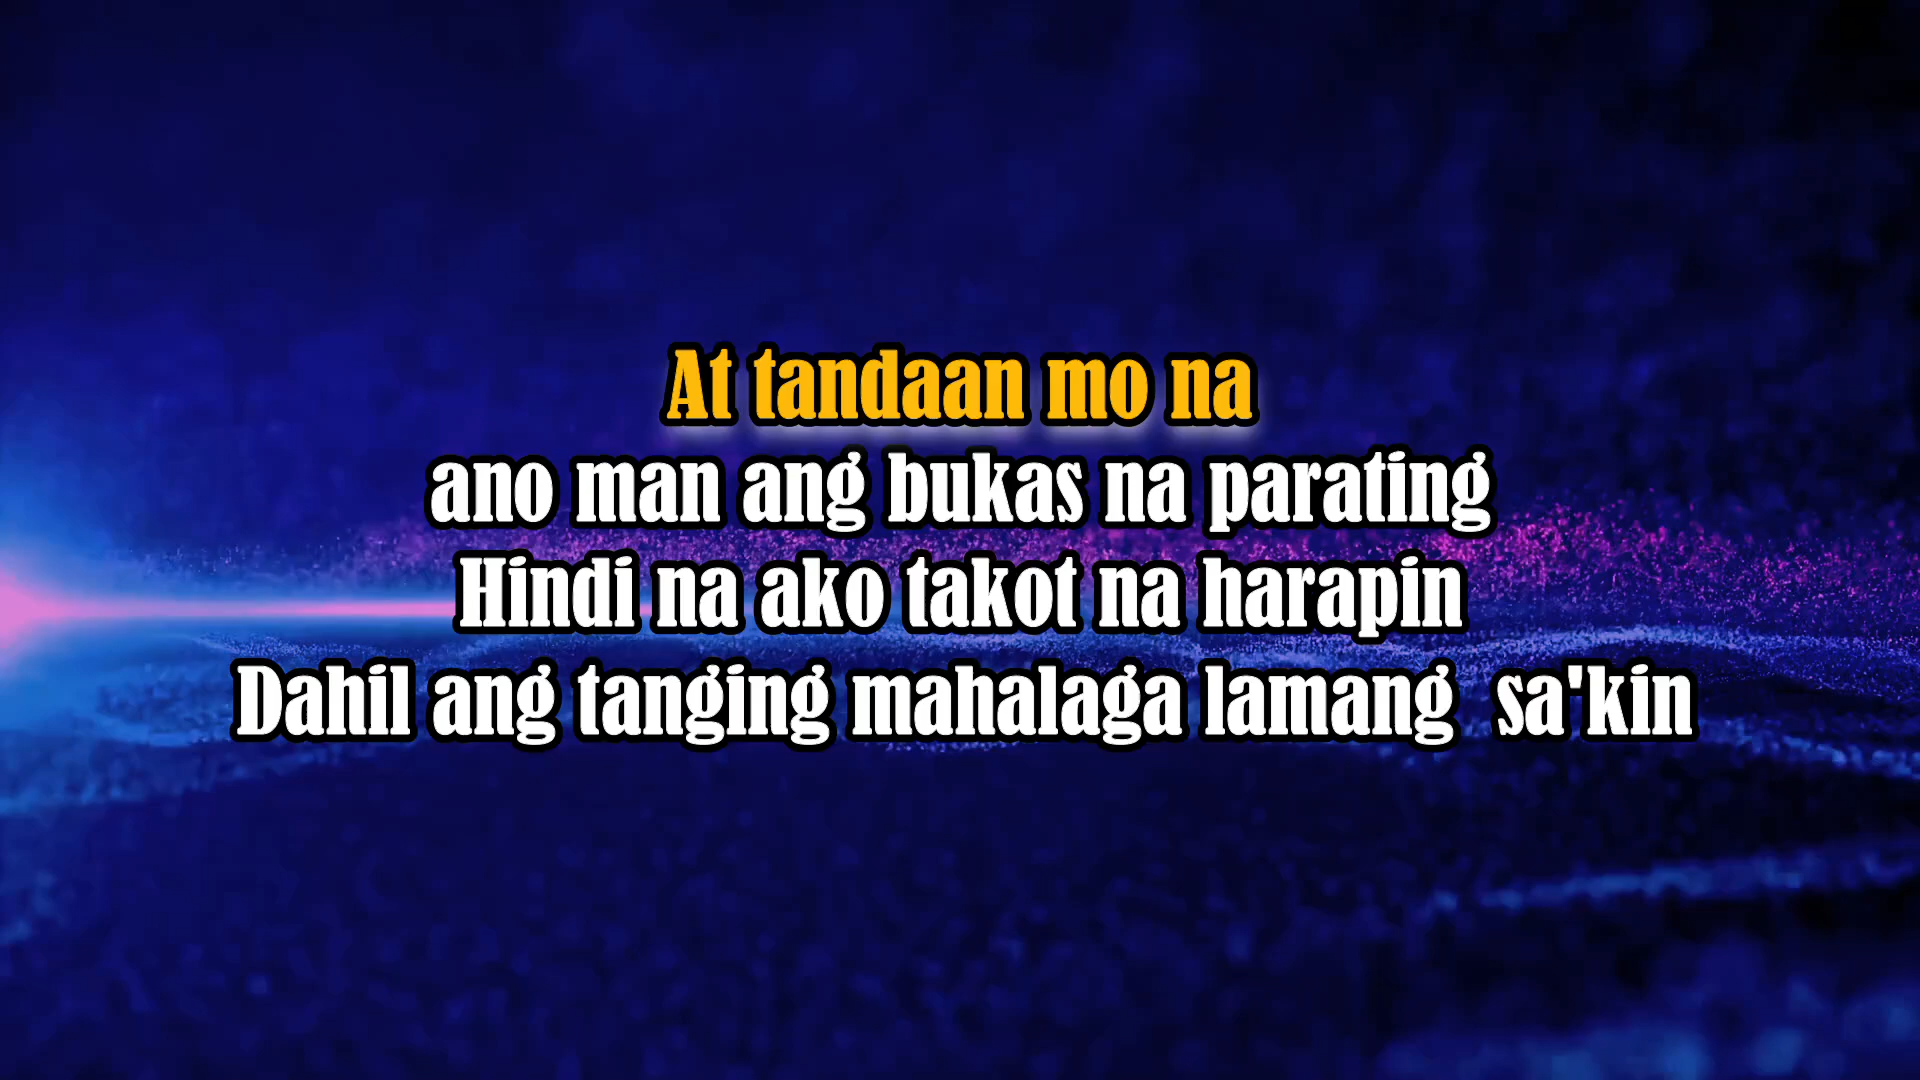 At tandaan mo na
ano man ang bukas na parating
Hindi na ako takot na harapin
Dahil ang tanging mahalaga lamang  sa'kin